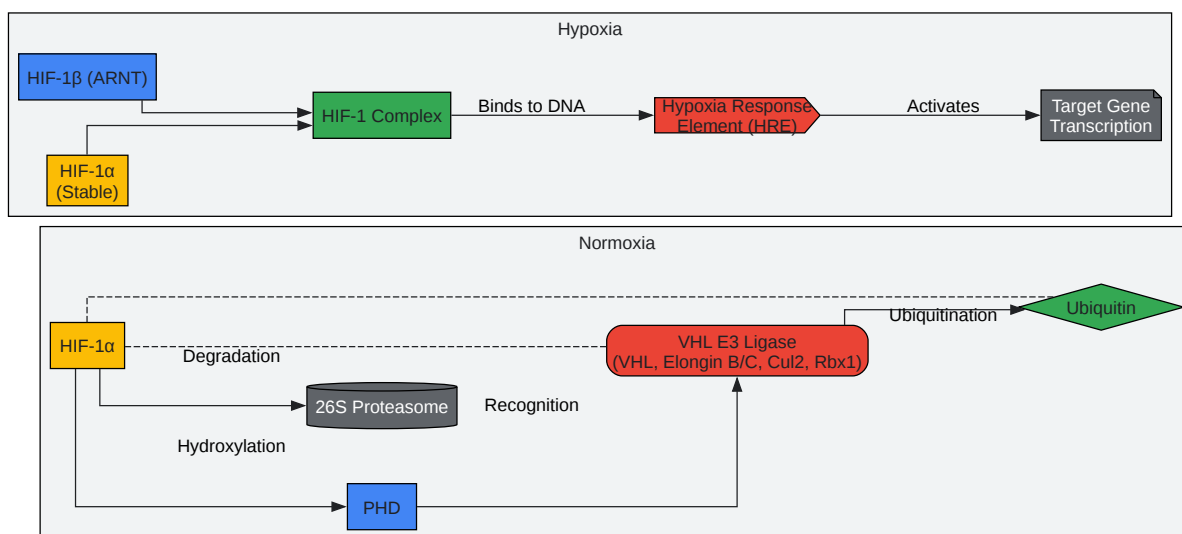 Hypoxia
HIF-1β (ARNT)
HIF-1 Complex
Binds to DNA
Hypoxia Response
Element (HRE)
Activates
Target Gene
Transcription
HIF-1α
(Stable)
Normoxia
Ubiquitin
Ubiquitination
HIF-1α
Degradation
VHL E3 Ligase
(VHL, Elongin B/C, Cul2, Rbx1)
26S Proteasome
Recognition
Hydroxylation
PHD